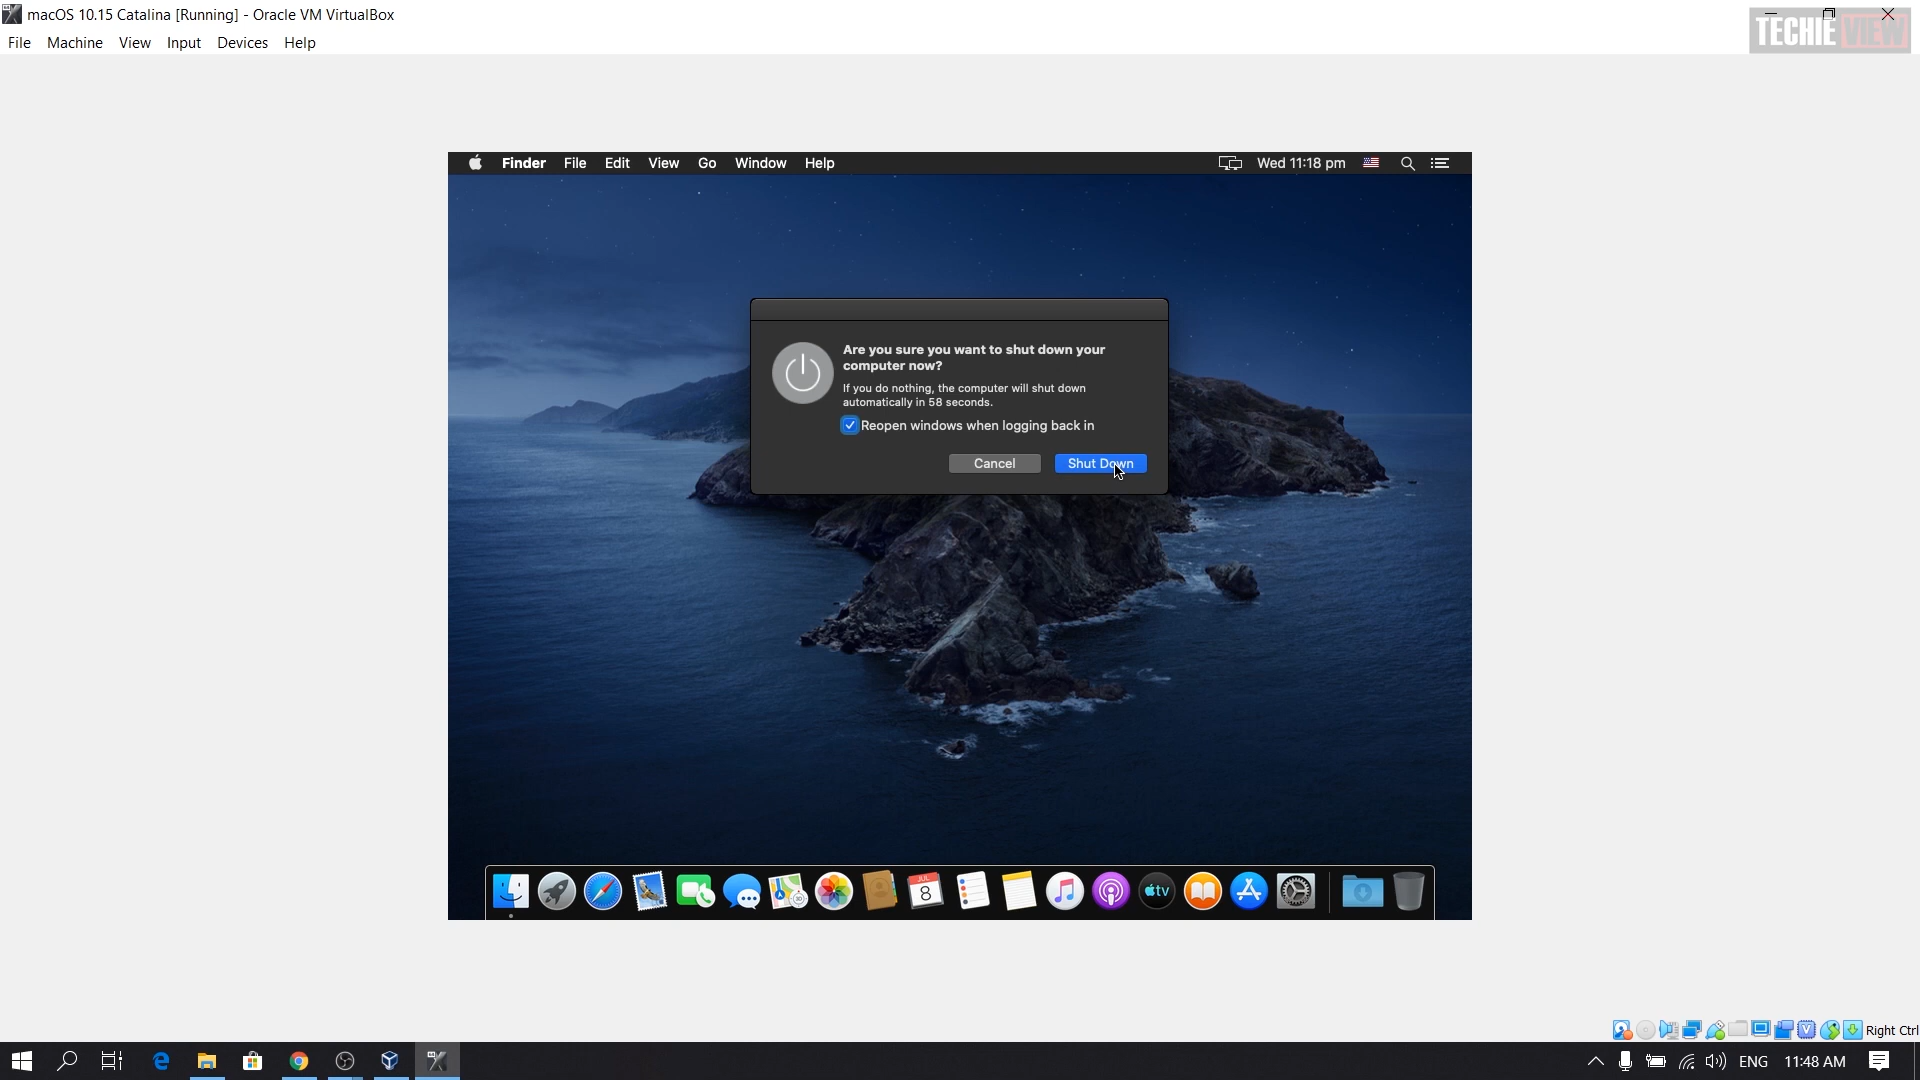 macOS 10.15 Catalina [Running] - Oracle VM VirtualBox
File Machine View Input Devices Help
TECHIE VIEW
Finder File Edit View Go Window Help
Wed 11:18 pm
Are you sure you want to shut down your
computer now?
If you do nothing, the computer will shut down
automatically in 58 seconds.
Reopen windows when logging back in
Cancel
Shut Down
JUL
8
3D
tv
V
Right Ctrl
ENG
11:48 AM